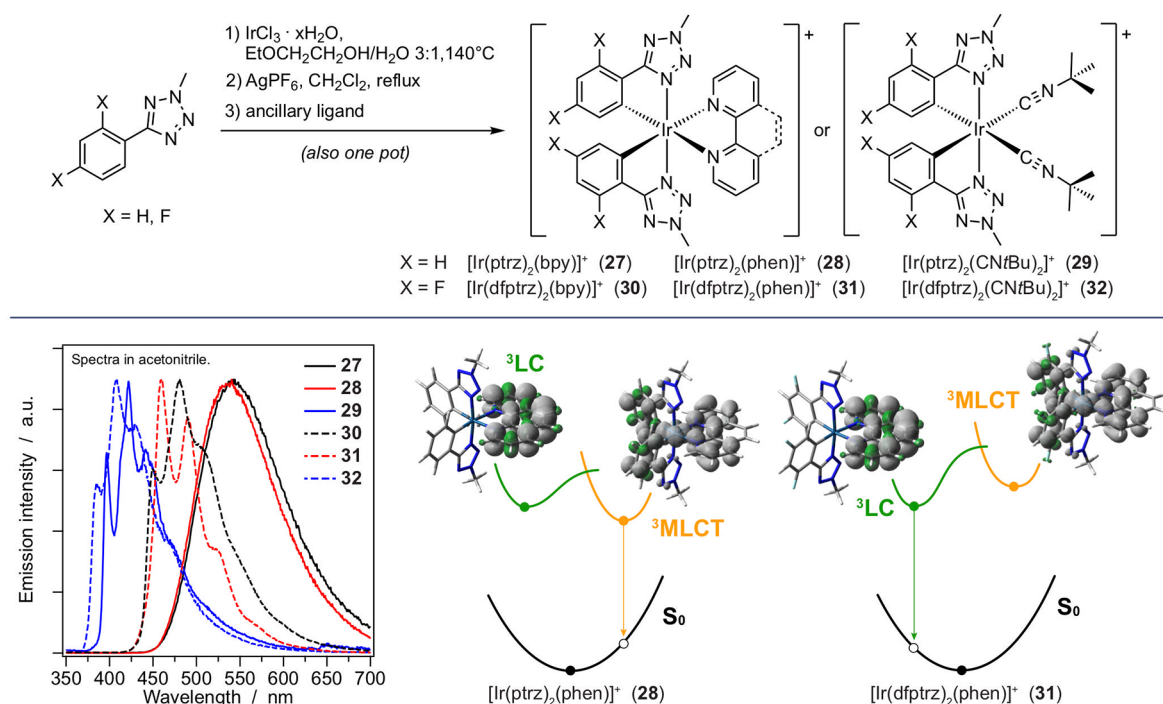 1) IrCl3 · xH2O,
EtOCH2CH2OH/H2O 3:1,140°C
2) AgPF6, CH2Cl2, reflux
3) ancillary ligand
(also one pot)
X
X
N
N
N
N
X = H, F
X
X
X
X
N
N
N
N
N
N
Ir
N
N
N
N
+
or
X
X
X
X
N
N
N
N
Ir
C
N
C
N
N
N
N
N
+
X = H [Ir(ptrz)2(bpy)]+ (27) [Ir(ptrz)2(phen)]+ (28) [Ir(ptrz)2(CNtBu)2]+ (29)
X = F [Ir(dfptrz)2(bpy)]+ (30) [Ir(dfptrz)2(phen)]+ (31) [Ir(dfptrz)2(CNtBu)2]+ (32)
Spectra in acetonitrile.
27
28
29
30
31
32
Emission intensity / a.u.
350 400 450 500 550 600 650 700
Wavelength / nm
3LC
3MLCT
S0
[Ir(ptrz)2(phen)]+ (28)
3MLCT
3LC
S0
[Ir(dfptrz)2(phen)]+ (31)